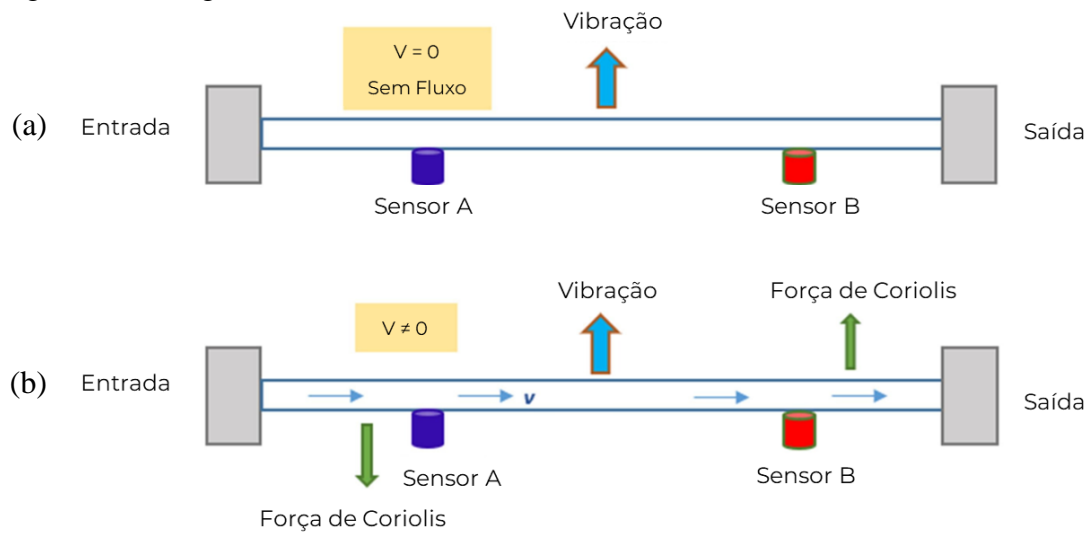 Vibração
V = 0
Sem Fluxo
(a)
Entrada
Saída
Sensor A
Sensor B
Vibração
Força de Coriolis
V ≠ 0
(b)
Entrada
v
Saída
Sensor A
Sensor B
Força de Coriolis